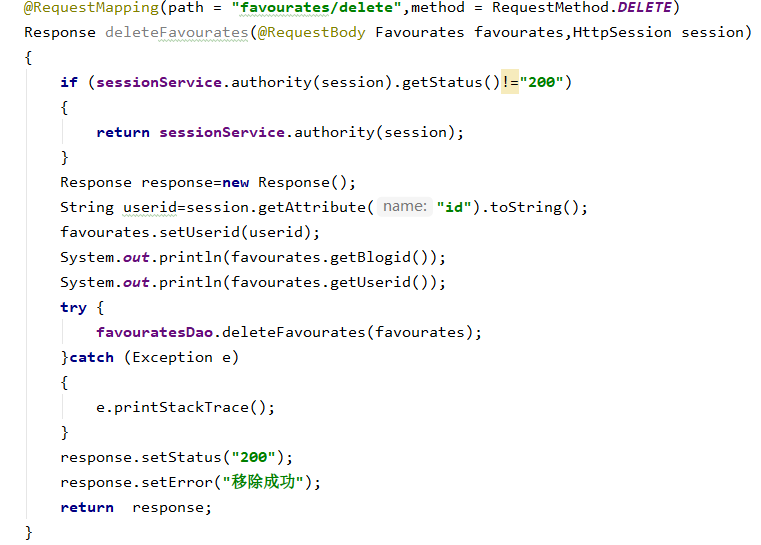 @RequestMapping(path = "favourates/delete",method = RequestMethod.DELETE)
Response deleteFavourates(@RequestBody Favourates favourates,HttpSession session)
{
    if (sessionService.authority(session).getStatus()!="200")
    {
        return sessionService.authority(session);
    }
    Response response=new Response();
    String userid=session.getAttribute( name: "id").toString();
    favourates.setUserid(userid);
    System.out.println(favourates.getBlogid());
    System.out.println(favourates.getUserid());
    try {
        favouratesDao.deleteFavourates(favourates);
    }catch (Exception e)
    {
        e.printStackTrace();
    }
    response.setStatus("200");
    response.setError("移除成功");
    return  response;
}